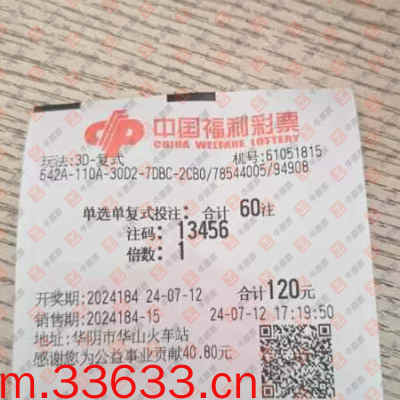 中国福利彩票
CHINA WELFARE LOTTERY
玩法:3D-复式 机号:61051815
642A-110A-30D2-7DBC-2CB0/78544005/94908
单选单复式投注: 合计 60注
注码: 13456
倍数: 1
开奖期:2024184 24-07-12 合计120元
销售期:2024184-15 24-07-12 17:19:50
地址:华阴市华山火车站
感谢您为公益事业贡献40.80元
m.33633.cn